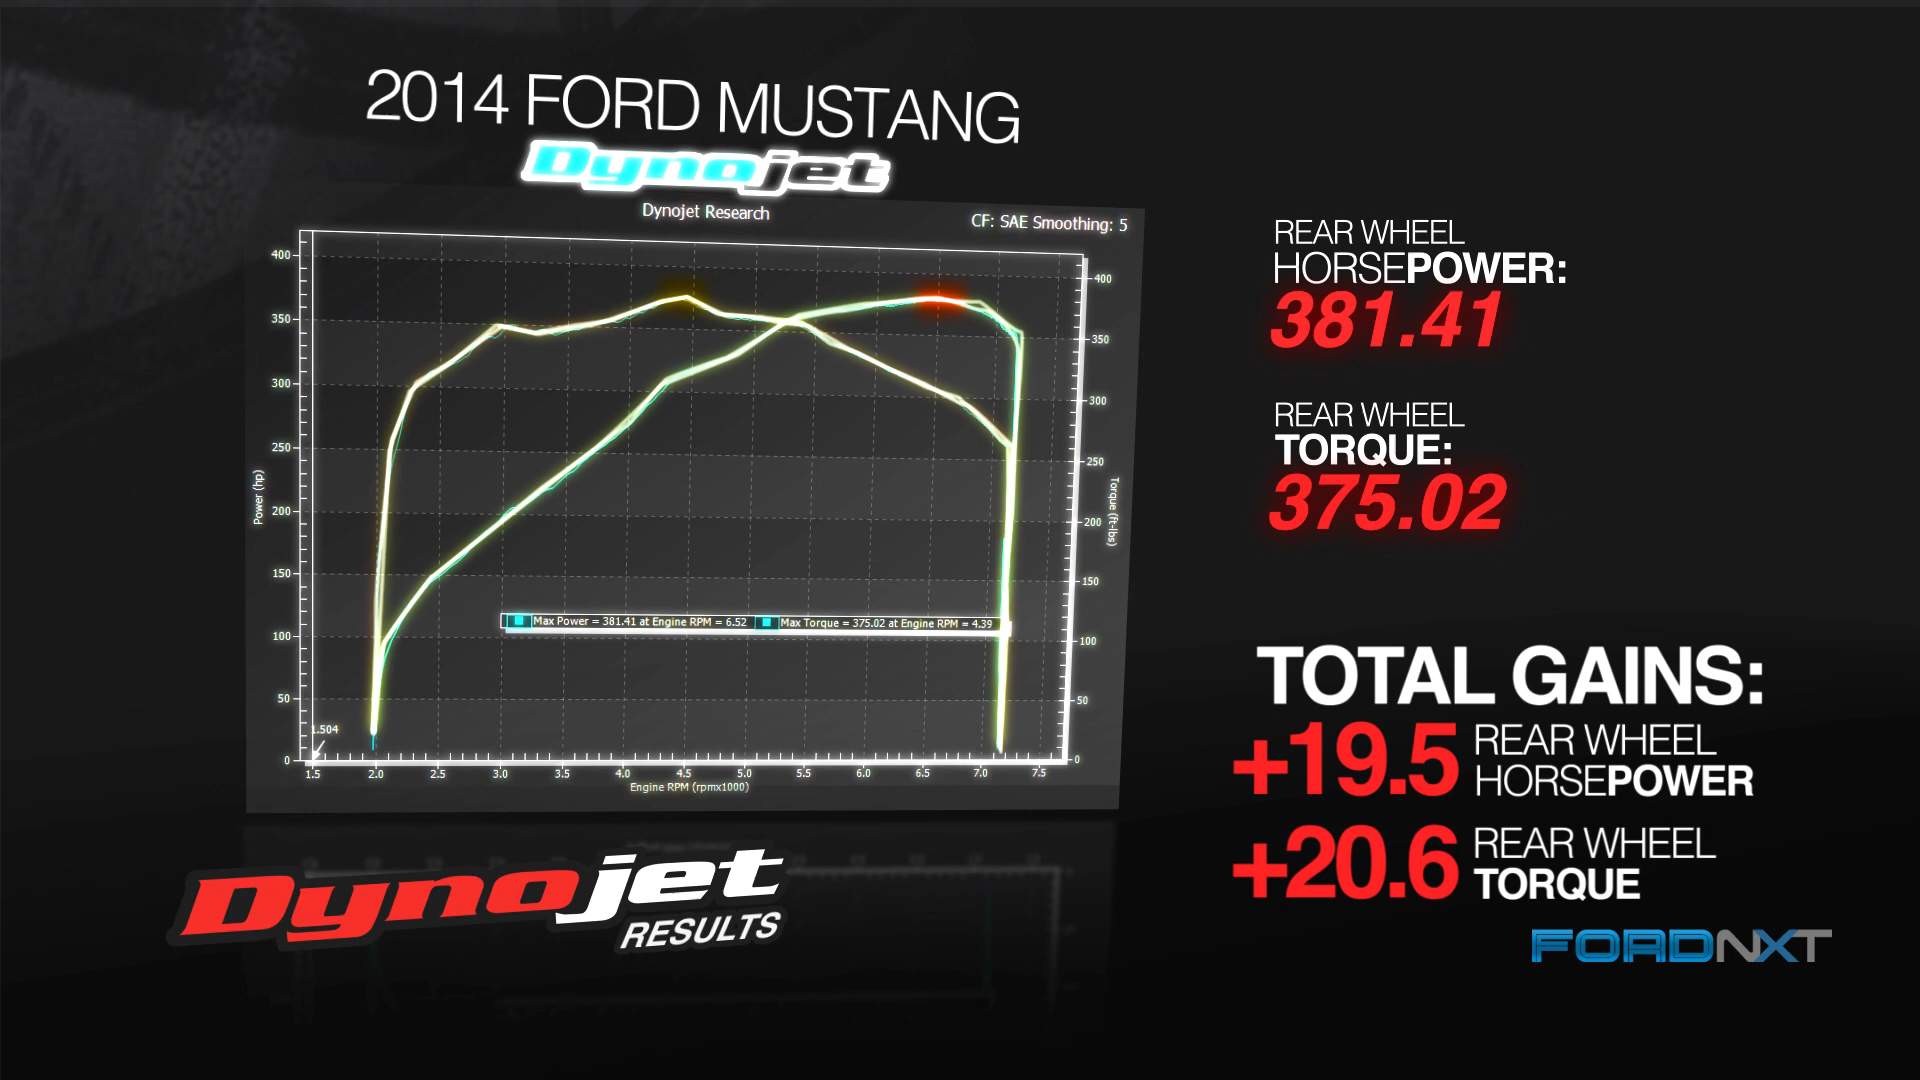 2014 FORD MUSTANG
Dynojet
Dynojet Research
CF: SAE Smoothing: 5
400
350
300
250
200
150
100
50
0
Power (hp)
400
350
300
250
200
150
100
50
0
Torque (ft-lbs)
Max Power = 381.41 at Engine RPM = 6.52
Max Torque = 375.02 at Engine RPM = 4.39
1.504
1.5 2.0 2.5 3.0 3.5 4.0 4.5 5.0 5.5 6.0 6.5 7.0 7.5
Engine RPM (rpmx1000)
Dynojet
RESULTS
REAR WHEEL
HORSEPOWER:
381.41
REAR WHEEL
TORQUE:
375.02
TOTAL GAINS:
+19.5 REAR WHEEL
HORSEPOWER
+20.6 REAR WHEEL
TORQUE
FORDNXT